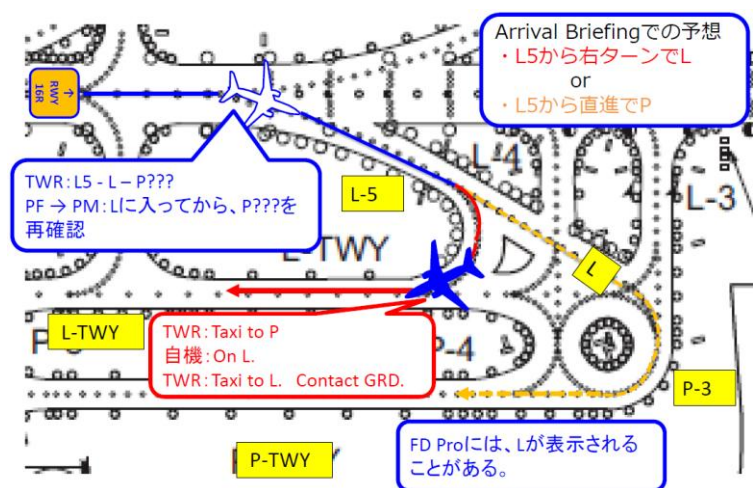 Arrival Briefingでの予想
・L5から右ターンでL
or
・L5から直進でP
↑
RWY
16R
TWR:L5 - L – P???
PF → PM:Lに入ってから、P???を
再確認
L-4
L-5
L-3
L-TWY
L
L-TWY
TWR:Taxi to P
自機:On L.
TWR:Taxi to L. Contact GRD.
P-4
P-3
P-TWY
FD Proには、Lが表示される
ことがある。